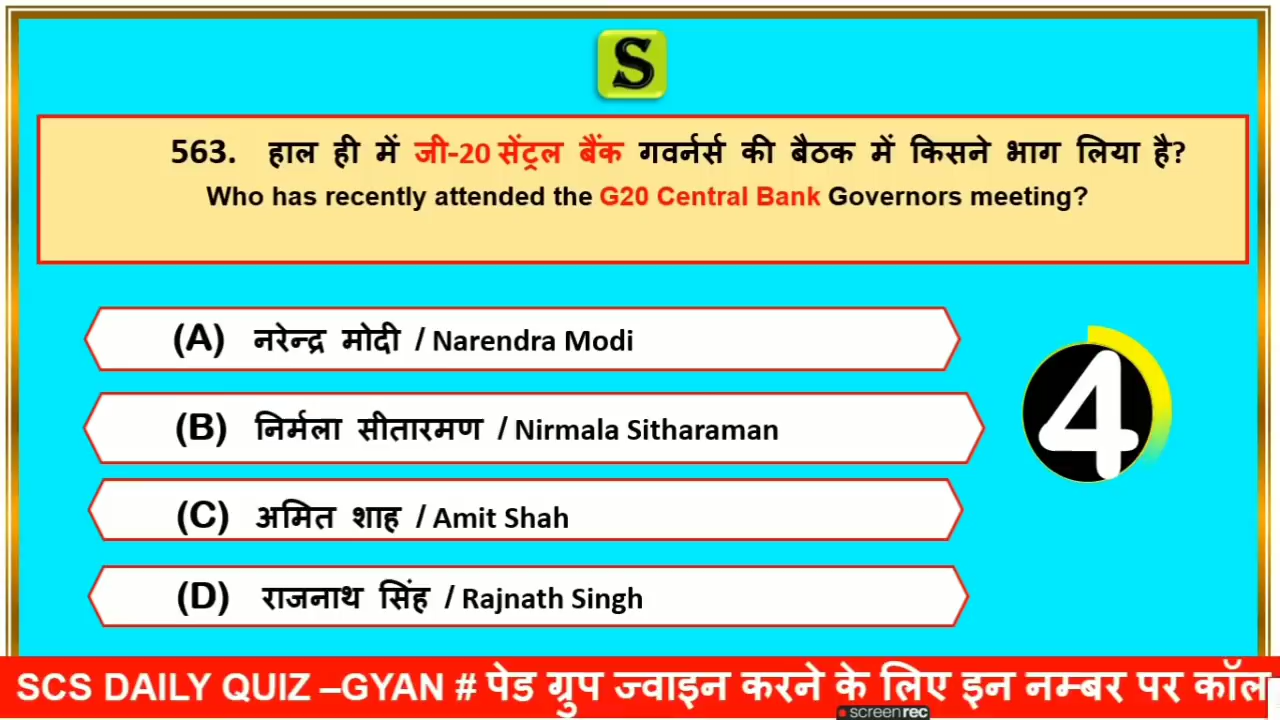 S
563. हाल ही में जी-20 सेंट्रल बैंक गवर्नर्स की बैठक में किसने भाग लिया है?
Who has recently attended the G20 Central Bank Governors meeting?
(A) नरेन्द्र मोदी / Narendra Modi
(B) निर्मला सीतारमण / Nirmala Sitharaman
4
(C) अमित शाह / Amit Shah
(D) राजनाथ सिंह / Rajnath Singh
SCS DAILY QUIZ –GYAN # पेड ग्रुप ज्वाइन करने के लिए इन नम्बर पर कॉल
screenrec